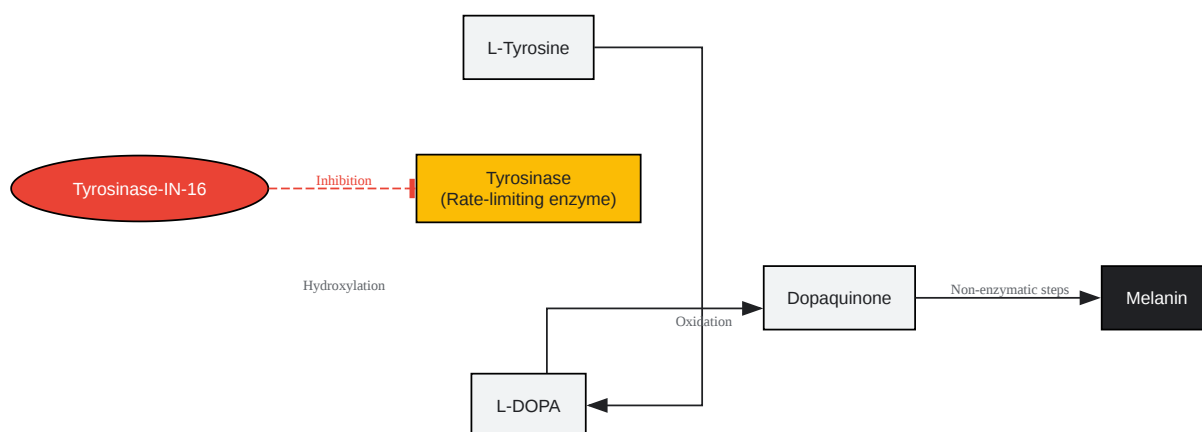 L-Tyrosine
Tyrosinase-IN-16
Inhibition
Tyrosinase
(Rate-limiting enzyme)
Hydroxylation
Oxidation
Dopaquinone
Non-enzymatic steps
Melanin
L-DOPA